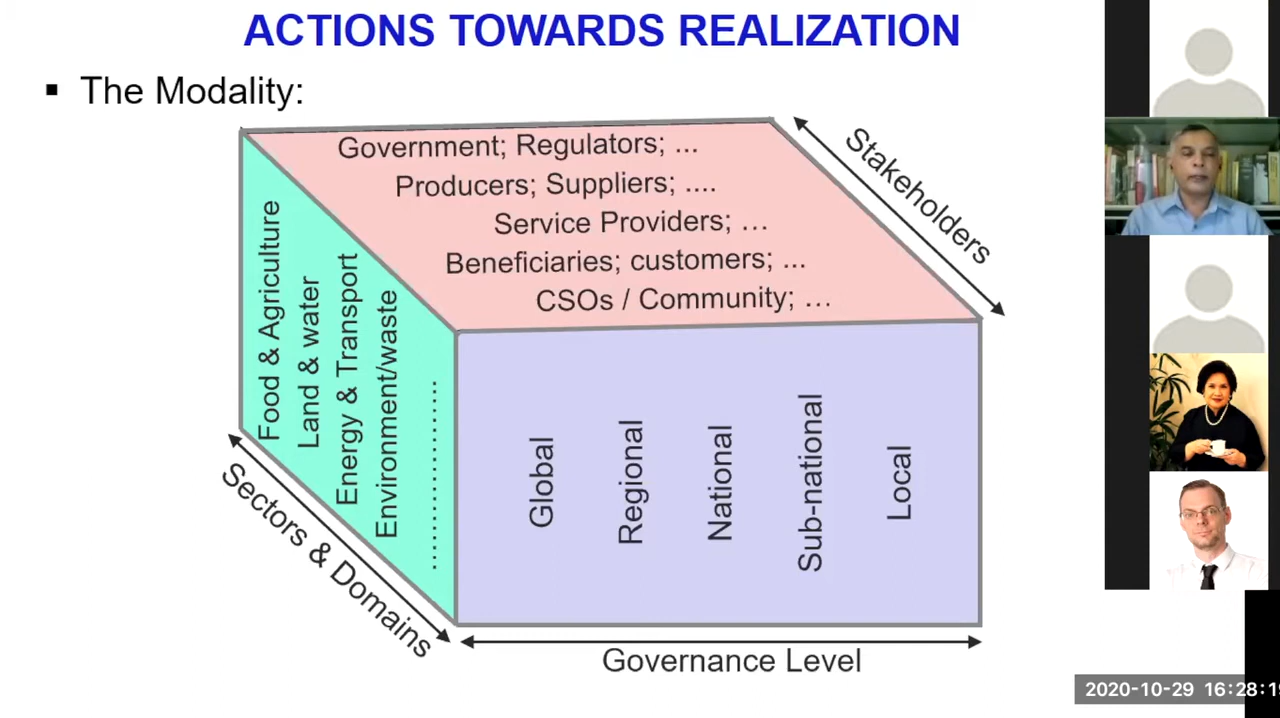 ACTIONS TOWARDS REALIZATION
▪ The Modality:
Government; Regulators; ...
Producers; Suppliers; ....
Service Providers; ...
Beneficiaries; customers; ...
CSOs / Community; ...
Stakeholders
Food & Agriculture
Land & water
Energy & Transport
Environment/waste
......................
Sectors & Domains
Global
Regional
National
Sub-national
Local
Governance Level
2020-10-29 16:28:19